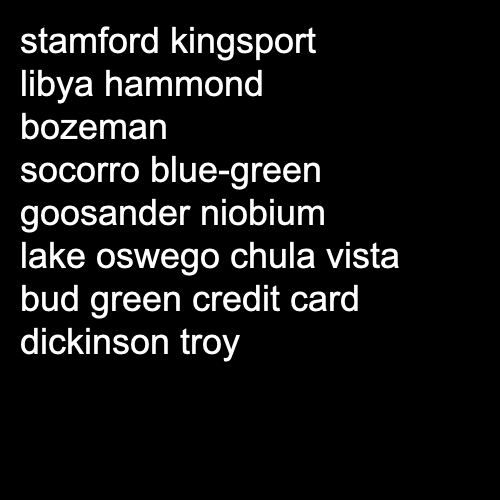 stamford kingsport
libya hammond
bozeman
socorro blue-green
goosander niobium
lake oswego chula vista
bud green credit card
dickinson troy